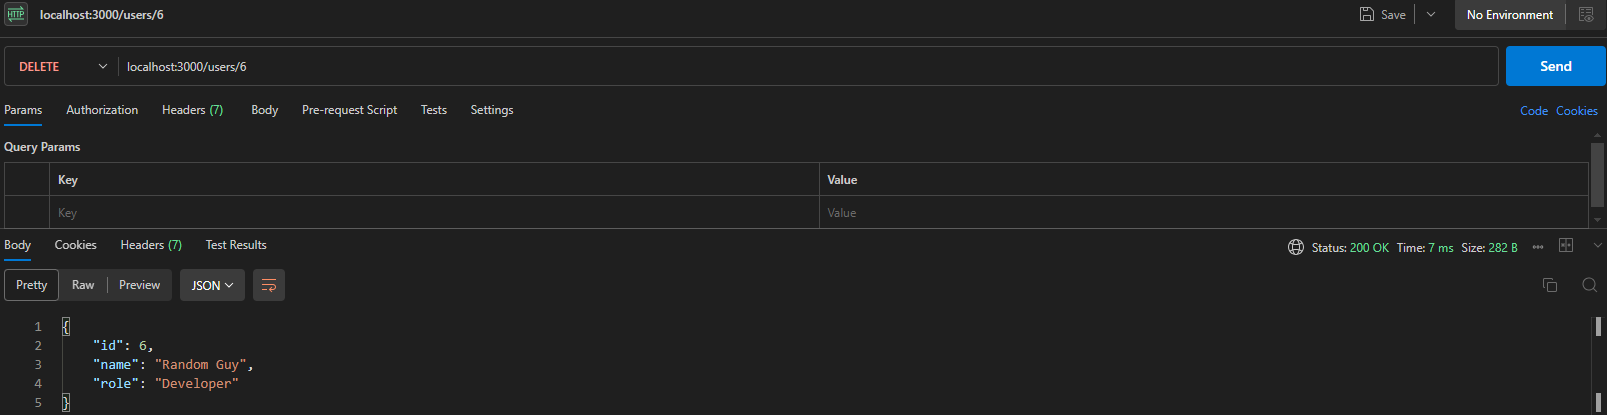 HTTP localhost:3000/users/6 Save No Environment
DELETE localhost:3000/users/6 Send
Params Authorization Headers (7) Body Pre-request Script Tests Settings Code Cookies
Query Params
Key Value
Key Value
Body Cookies Headers (7) Test Results Status: 200 OK Time: 7 ms Size: 282 B
Pretty Raw Preview JSON
1 {
2 "id": 6,
3 "name": "Random Guy",
4 "role": "Developer"
5 }